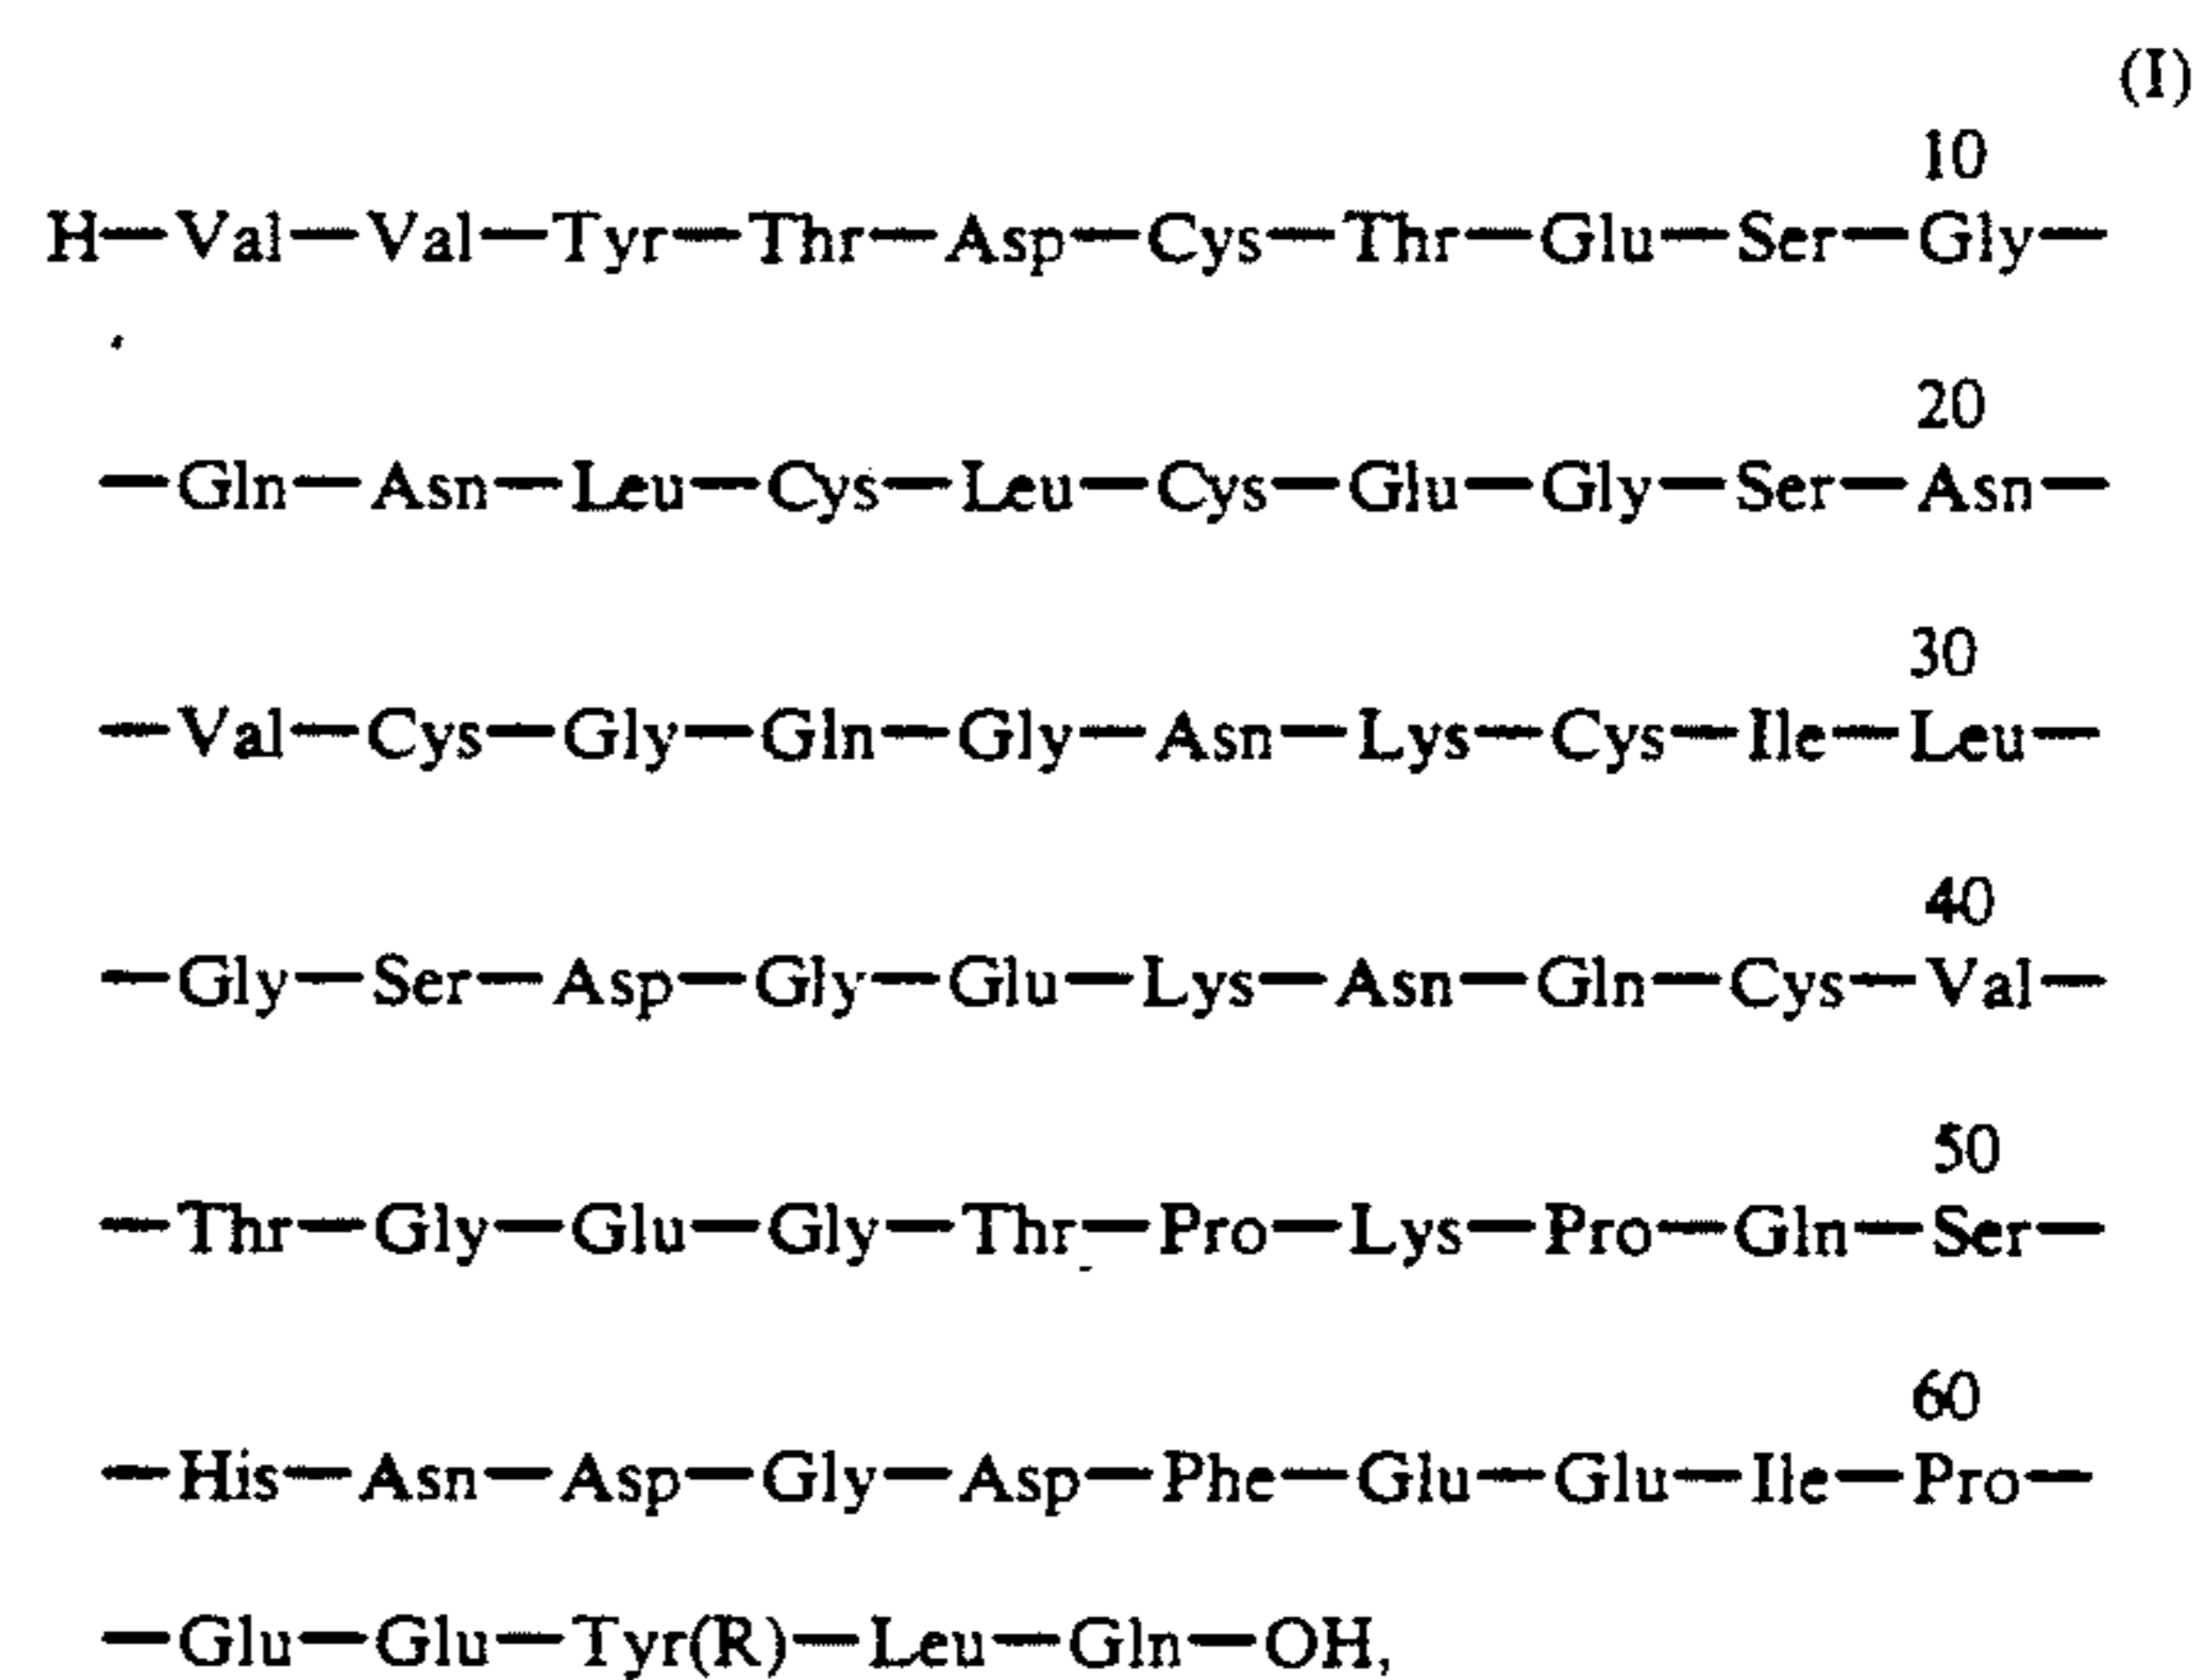 (I)
10
H—Val—Val—Tyr—Thr—Asp—Cys—Thr—Glu—Ser—Gly—
20
—Gln—Asn—Leu—Cys—Leu—Cys—Glu—Gly—Ser—Asn—
30
—Val—Cys—Gly—Gln—Gly—Asn—Lys—Cys—Ile—Leu—
40
—Gly—Ser—Asp—Gly—Glu—Lys—Asn—Gln—Cys—Val—
50
—Thr—Gly—Glu—Gly—Thr—Pro—Lys—Pro—Gln—Ser—
60
—His—Asn—Asp—Gly—Asp—Phe—Glu—Glu—Ile—Pro—
—Glu—Glu—Tyr(R)—Leu—Gln—OH,